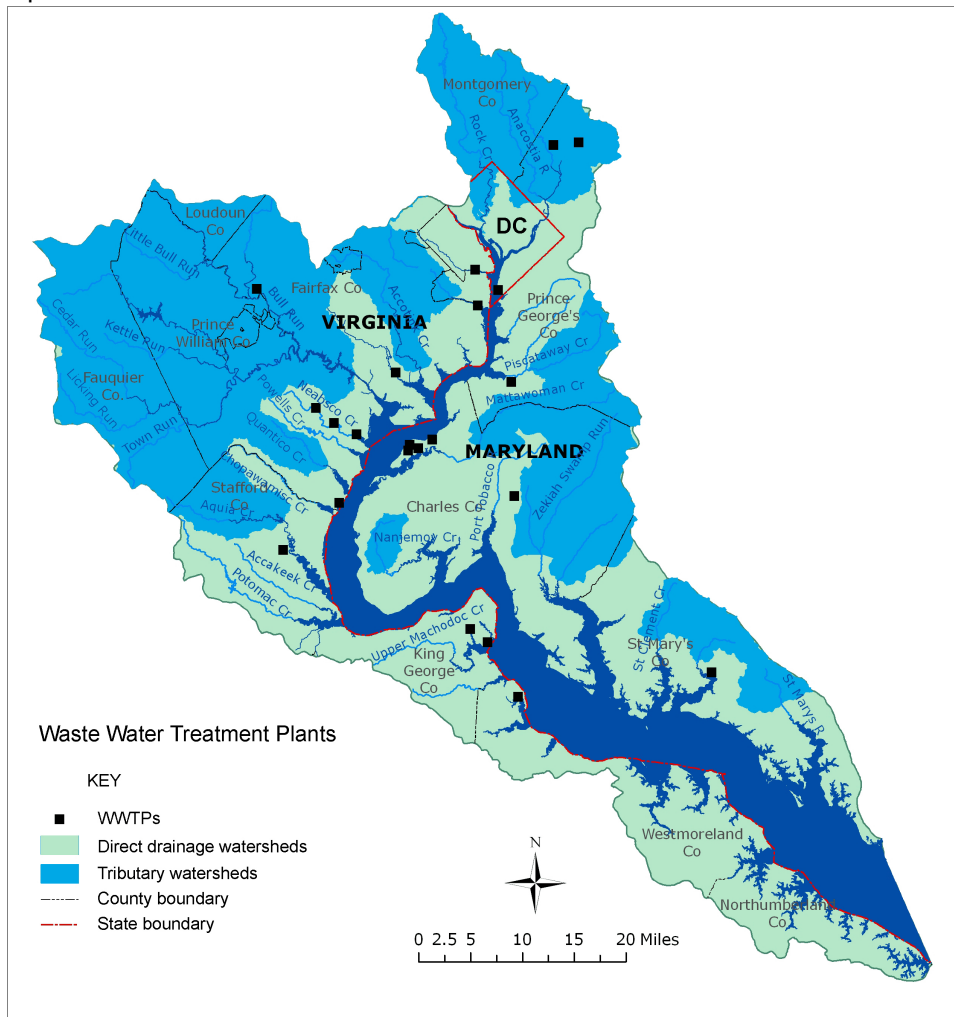 Montgomery
Co
Rock Cr
Anacostia R
DC
Loudoun
Co
Little Bull Run
Bull Run
Fairfax Co
Accotink Cr
VIRGINIA
Prince
George's
Co
Cedar Run
Kettle Run
Prince
William Co
Piscataway Cr
Mattawoman Cr
Fauquier
Co.
Licking Run
Town Run
Neabsco Cr
Powells Cr
Quantico Cr
MARYLAND
Zekiah Swamp Run
Port Tobacco
Chopawamsic Cr
Stafford
Co
Aquia Cr
Charles Co
Nanjemoy Cr
Accakeek Cr
Potomac Cr
Upper Machodoc Cr
King
George
Co
St Clement Cr
St Mary's
Co
St Marys R
Westmoreland
Co
Northumberland
Co
Waste Water Treatment Plants
KEY
WWTPs
Direct drainage watersheds
Tributary watersheds
County boundary
State boundary
N
0 2.5 5 10 15 20 Miles